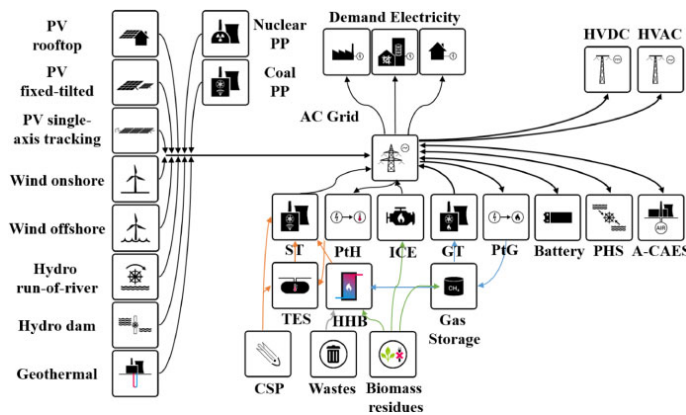 PV
rooftop
PV
fixed-tilted
PV single-
axis tracking
Wind onshore
Wind offshore
Hydro
run-of-river
Hydro dam
Geothermal
Nuclear
PP
Coal
PP
Demand Electricity
HVDC HVAC
AC Grid
ST PtH ICE GT PtG Battery PHS A-CAES
AIR
CH₄
TES HHB Gas
Storage
CSP Wastes Biomass
residues